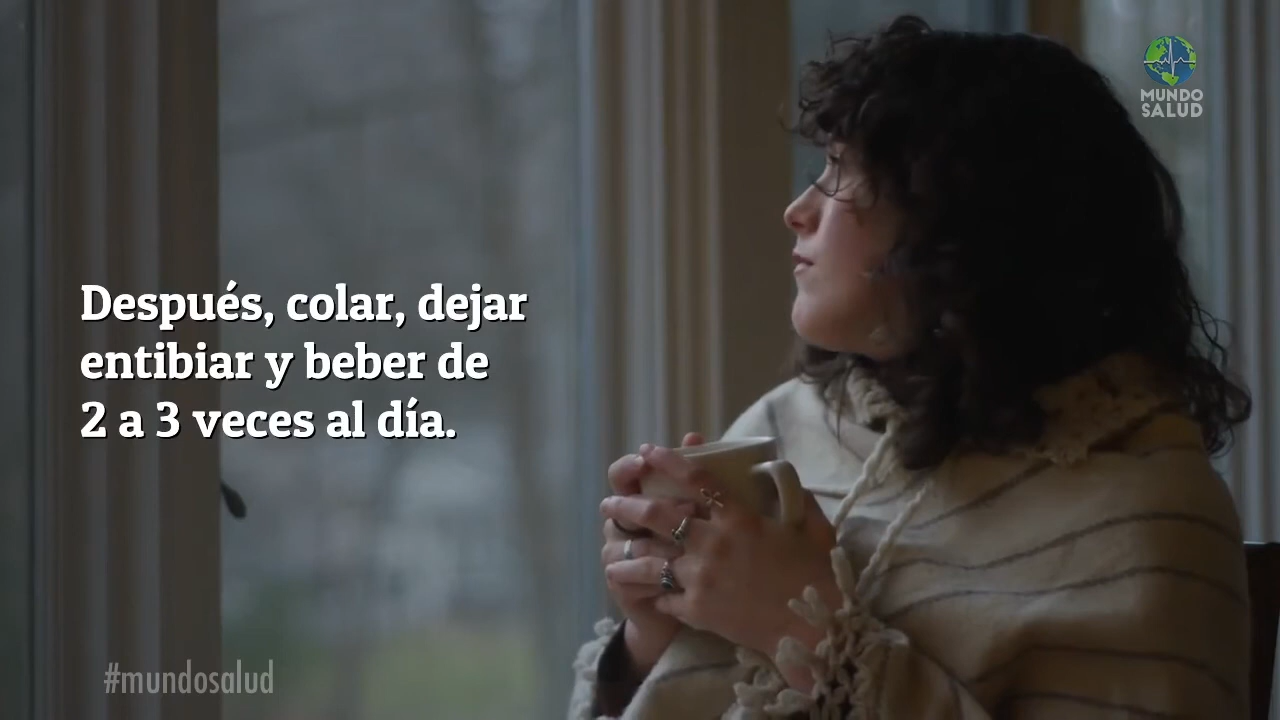 MUNDO
SALUD
Después, colar, dejar
entibiar y beber de
2 a 3 veces al día.
#mundosalud